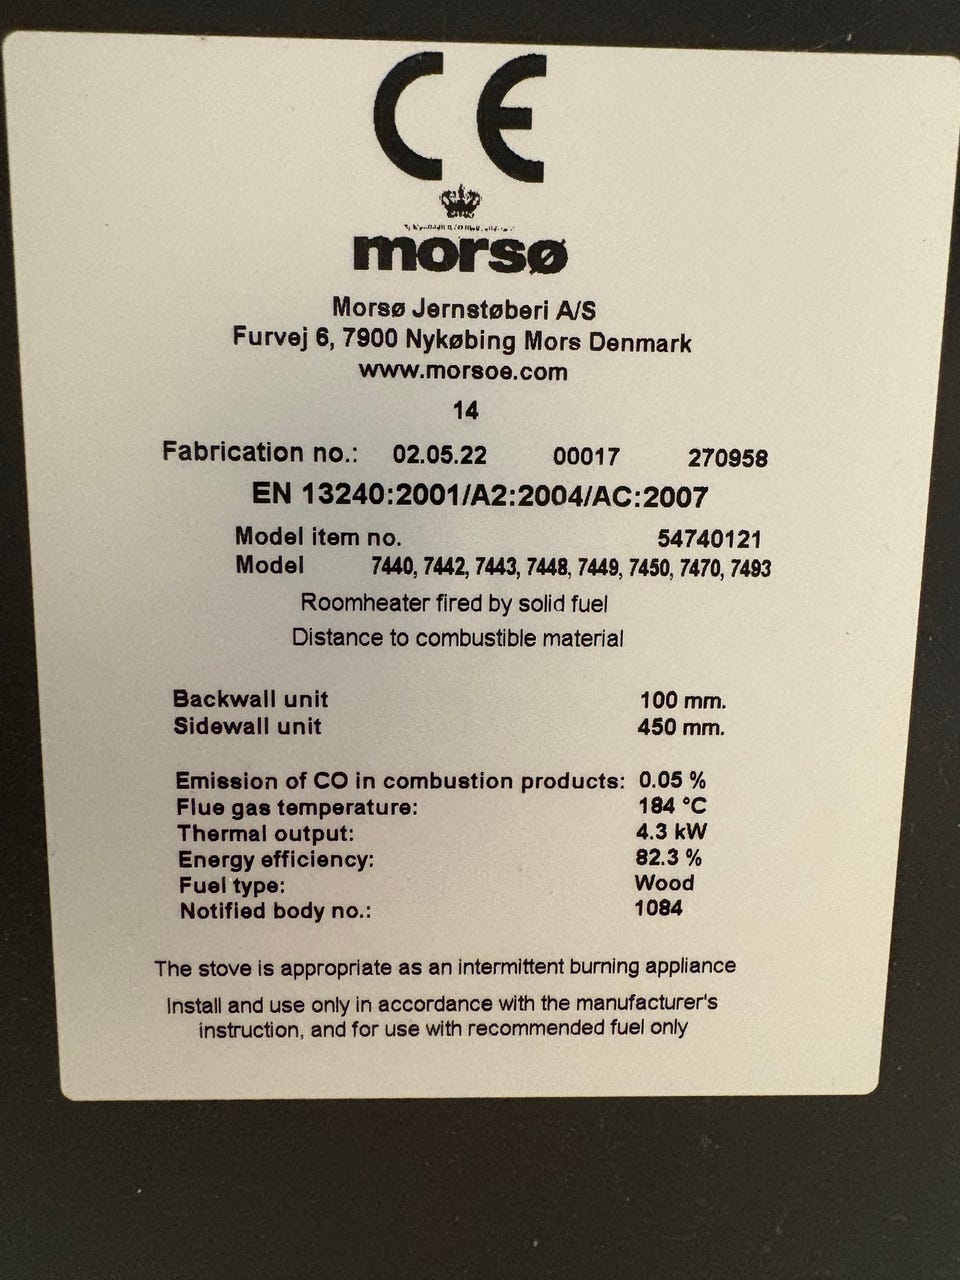 CE
morsø
Morsø Jernstøberi A/S
Furvej 6, 7900 Nykøbing Mors Denmark
www.morsoe.com
14
Fabrication no.: 02.05.22 00017 270958
EN 13240:2001/A2:2004/AC:2007
Model item no. 54740121
Model 7440, 7442, 7443, 7448, 7449, 7450, 7470, 7493
Roomheater fired by solid fuel
Distance to combustible material
Backwall unit 100 mm.
Sidewall unit 450 mm.
Emission of CO in combustion products: 0.05 %
Flue gas temperature: 184 °C
Thermal output: 4.3 kW
Energy efficiency: 82.3 %
Fuel type: Wood
Notified body no.: 1084
The stove is appropriate as an intermittent burning appliance
Install and use only in accordance with the manufacturer's
instruction, and for use with recommended fuel only